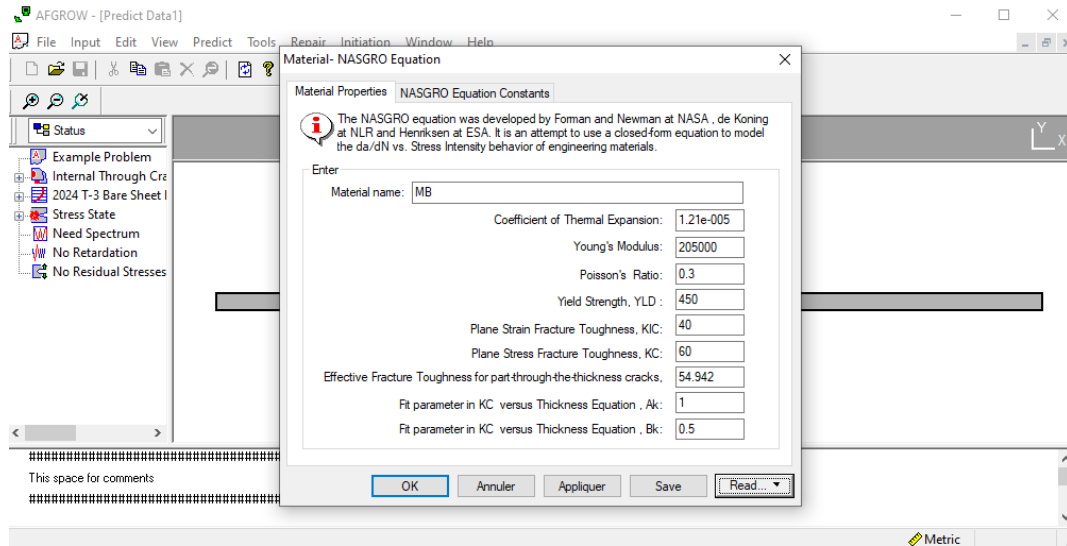 AFGROW - [Predict Data1]
File Input Edit View Predict Tools Repair Initiation Window Help
Status
Example Problem
Internal Through Cra
2024 T-3 Bare Sheet
Stress State
Need Spectrum
No Retardation
No Residual Stresses
Y
X
Material- NASGRO Equation
Material Properties NASGRO Equation Constants
The NASGRO equation was developed by Forman and Newman at NASA , de Koning
at NLR and Henriksen at ESA. It is an attempt to use a closed-form equation to model
the da/dN vs. Stress Intensity behavior of engineering materials.
Enter
Material name: MB
Coefficient of Thermal Expansion: 1.21e-005
Young's Modulus: 205000
Poisson's Ratio: 0.3
Yield Strength, YLD : 450
Plane Strain Fracture Toughness, KIC: 40
Plane Stress Fracture Toughness, KC: 60
Effective Fracture Toughness for part-through-the-thickness cracks, 54.942
Fit parameter in KC versus Thickness Equation , Ak: 1
Fit parameter in KC versus Thickness Equation , Bk: 0.5
OK Annuler Appliquer Save Read...
##########################################
This space for comments
##########################################
Metric